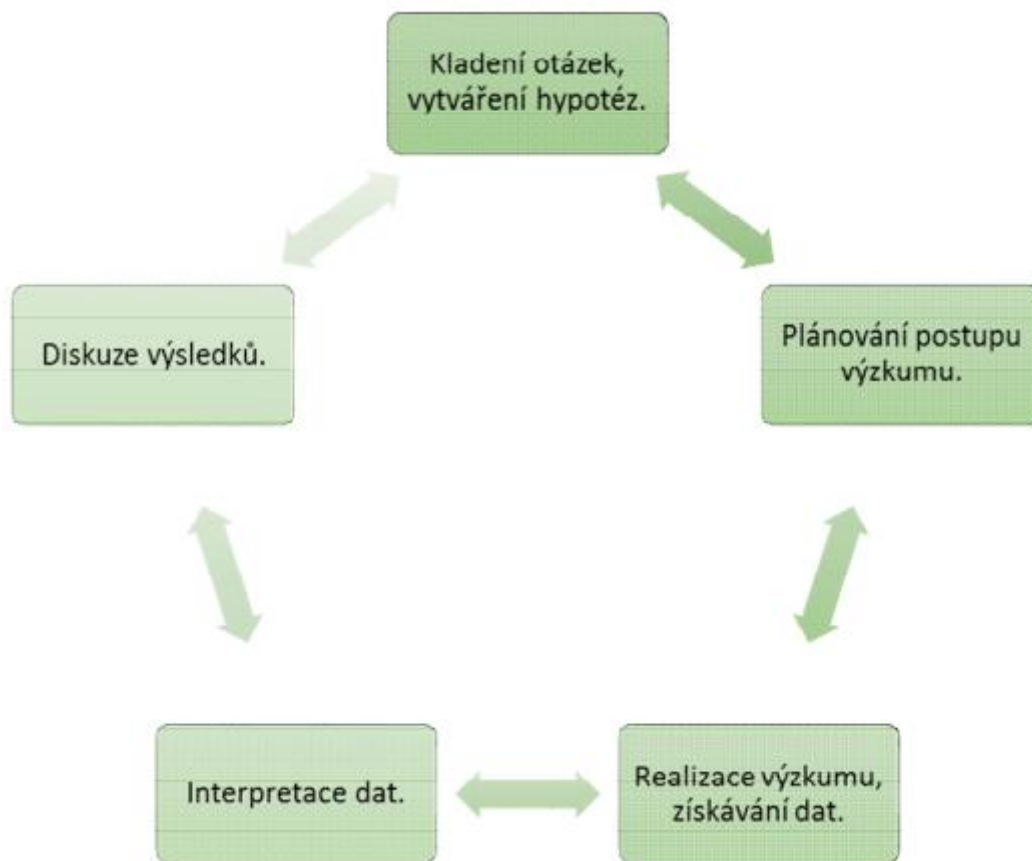 Kladení otázek,
vytváření hypotéz.
Diskuze výsledků.
Plánování postupu
výzkumu.
Interpretace dat.
Realizace výzkumu,
získávání dat.